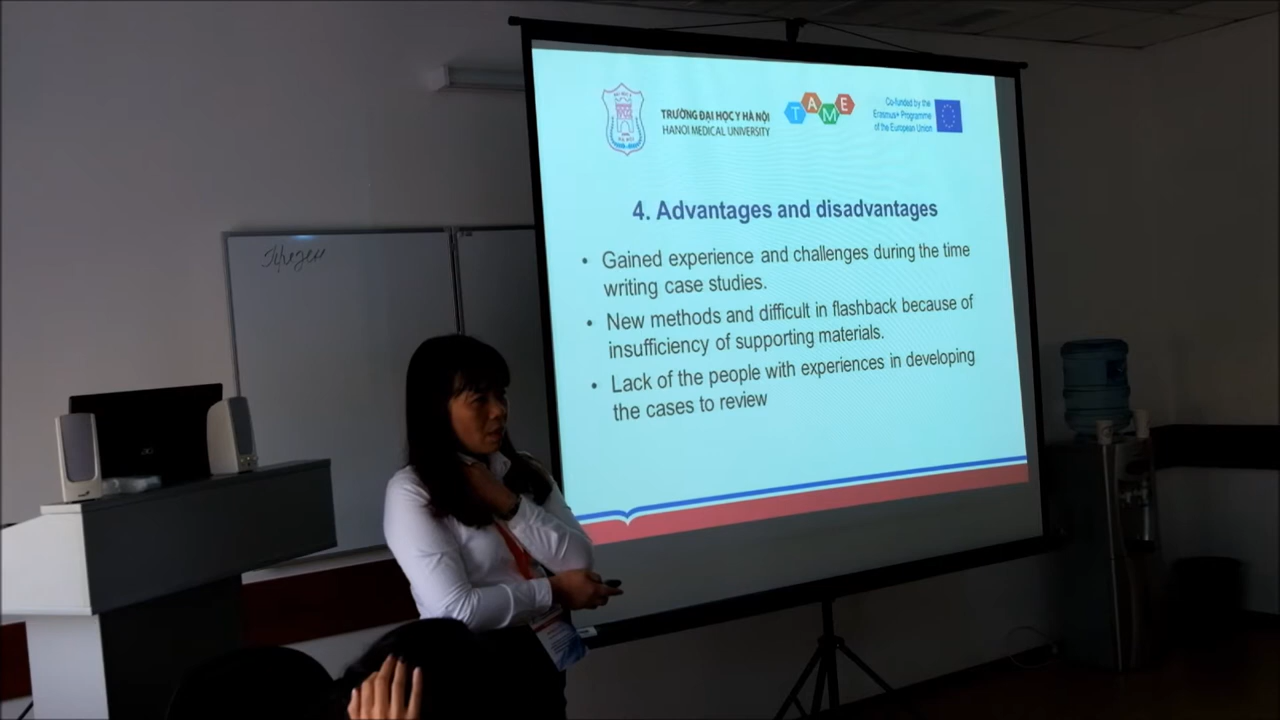 TRƯỜNG ĐẠI HỌC Y HÀ NỘI
HANOI MEDICAL UNIVERSITY
TAME
Co-funded by the
Erasmus+ Programme
of the European Union
4. Advantages and disadvantages
• Gained experience and challenges during the time
writing case studies.
• New methods and difficult in flashback because of
insufficiency of supporting materials.
• Lack of the people with experiences in developing
the cases to review